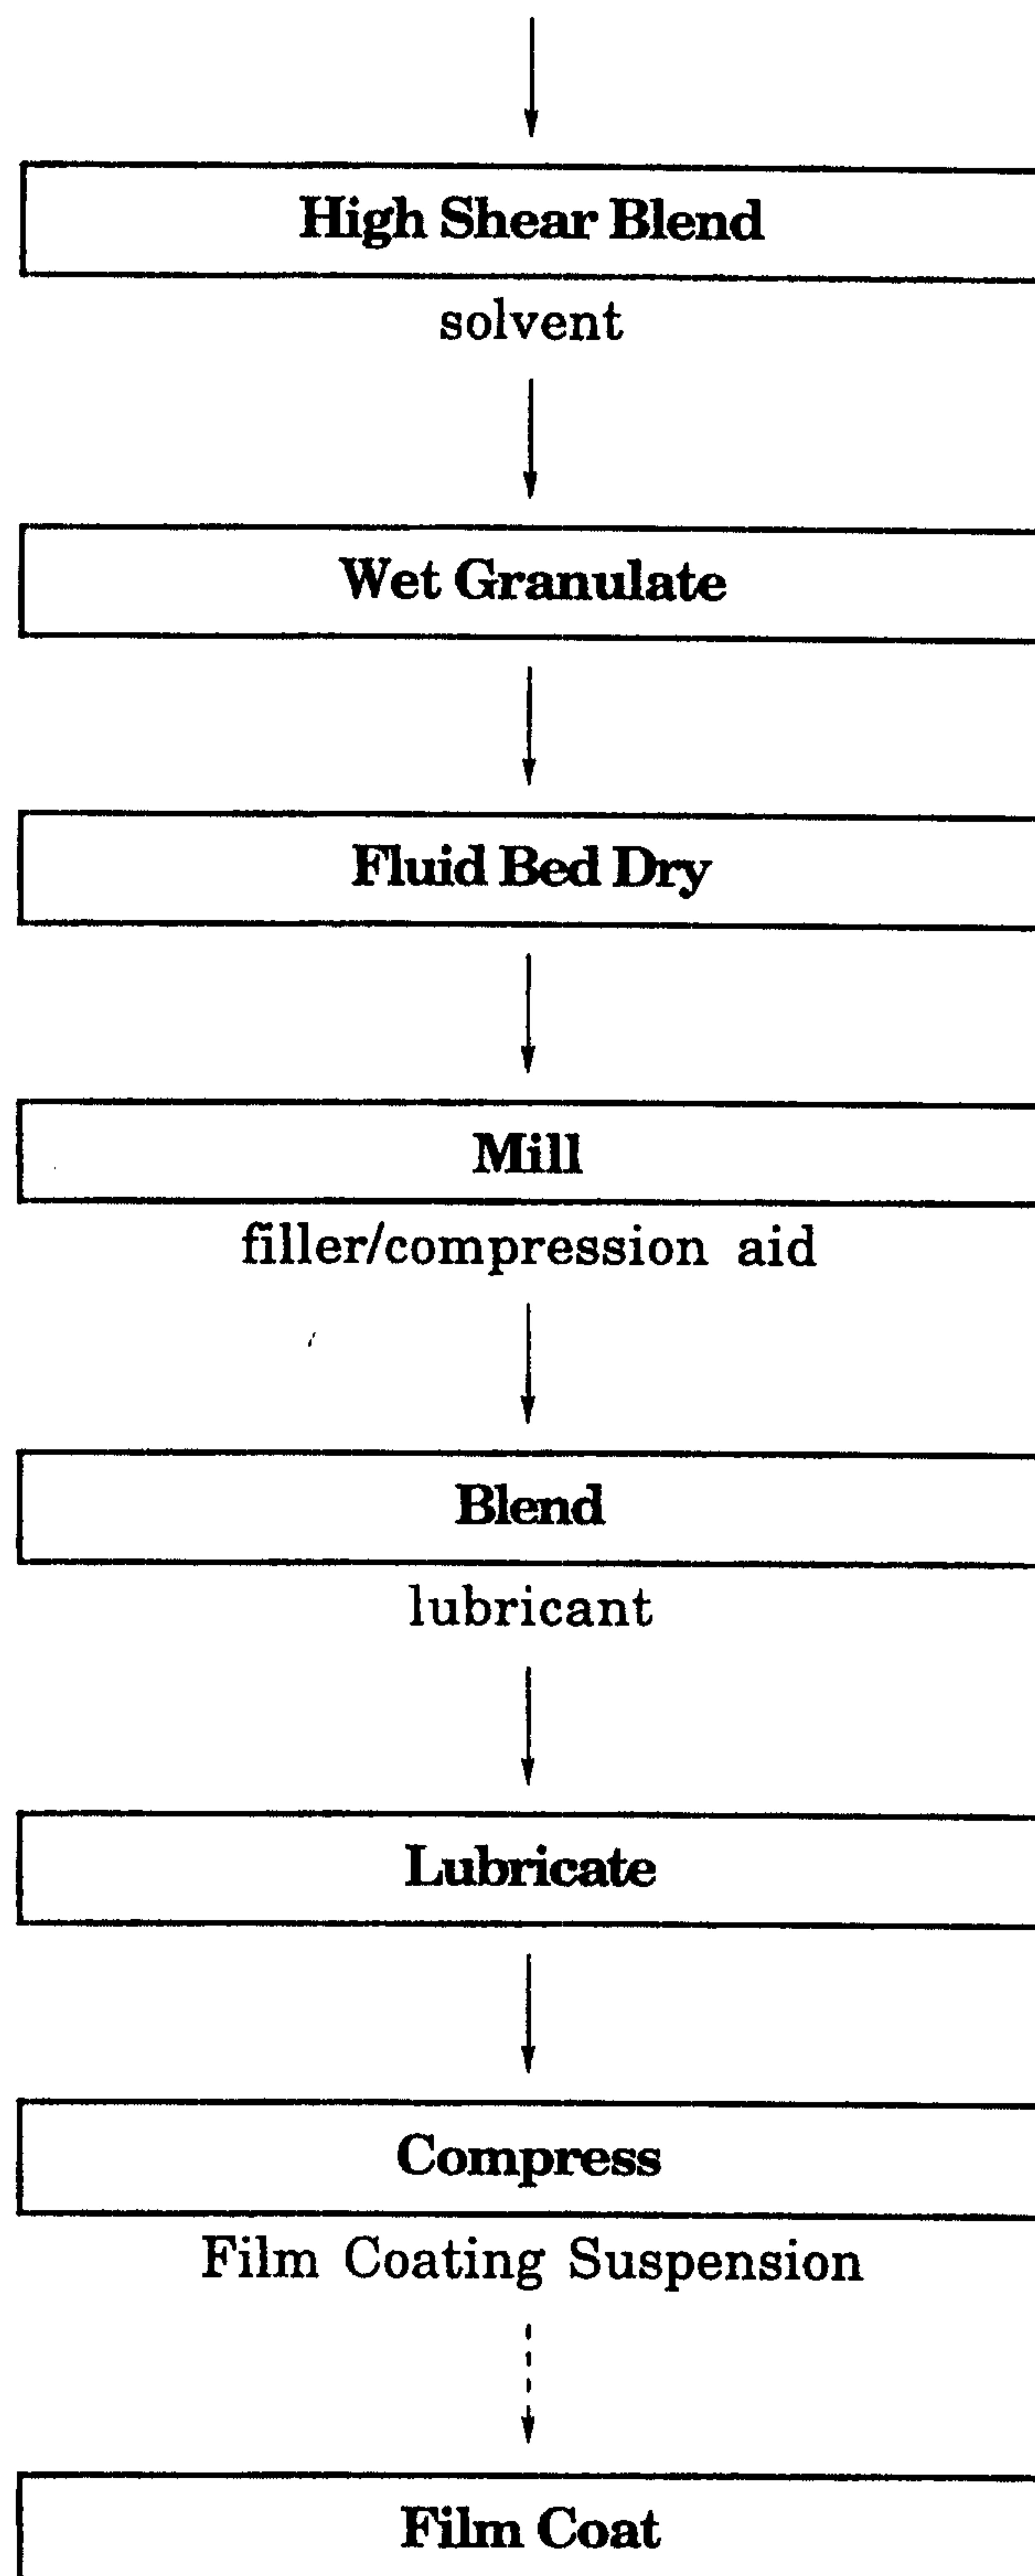 High Shear Blend
solvent
Wet Granulate
Fluid Bed Dry
Mill
filler/compression aid
Blend
lubricant
Lubricate
Compress
Film Coating Suspension
Film Coat